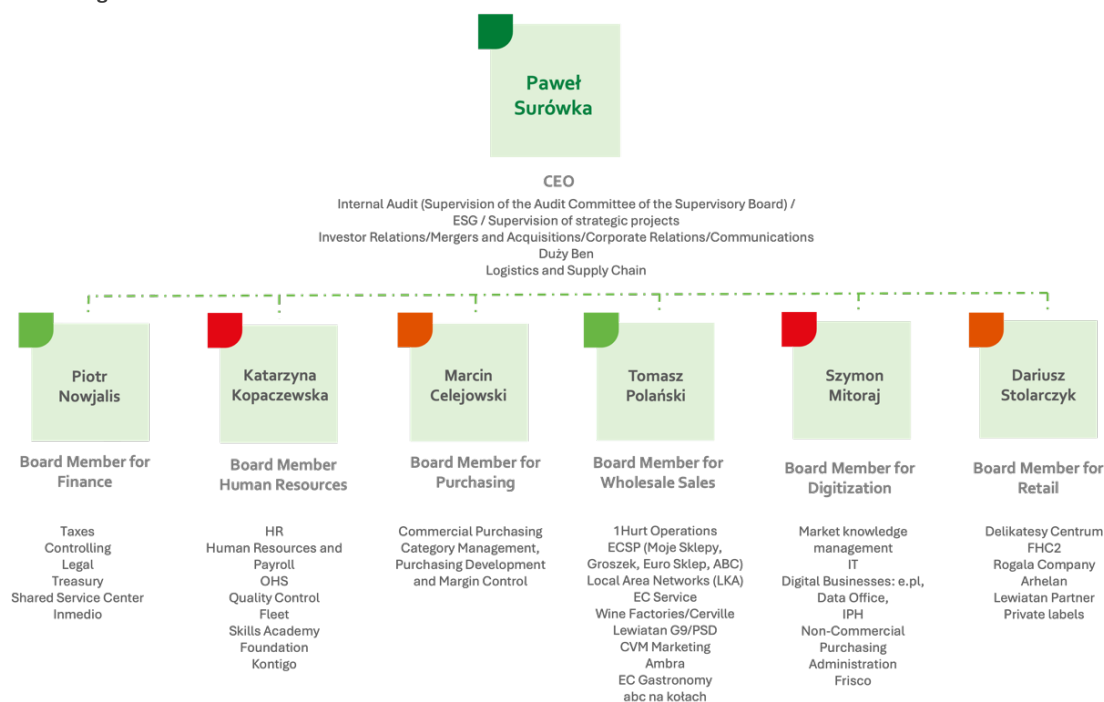 Paweł
Surówka
CEO
Internal Audit (Supervision of the Audit Committee of the Supervisory Board) /
ESG / Supervision of strategic projects
Investor Relations/Mergers and Acquisitions/Corporate Relations/Communications
Duży Ben
Logistics and Supply Chain
Piotr
Nowjalis
Board Member for
Finance
Taxes
Controlling
Legal
Treasury
Shared Service Center
Inmedio
Katarzyna
Kopaczewska
Board Member
Human Resources
HR
Human Resources and
Payroll
OHS
Quality Control
Fleet
Skills Academy
Foundation
Kontigo
Marcin
Celejowski
Board Member for
Purchasing
Commercial Purchasing
Category Management,
Purchasing Development
and Margin Control
Tomasz
Polański
Board Member for
Wholesale Sales
1Hurt Operations
ECSP (Moje Sklepy,
Groszek, Euro Sklep, ABC)
Local Area Networks (LKA)
EC Service
Wine Factories/Cerville
Lewiatan G9/PSD
CVM Marketing
Ambra
EC Gastronomy
abc na kołach
Szymon
Mitoraj
Board Member for
Digitization
Market knowledge
management
IT
Digital Businesses: e.pl,
Data Office,
IPH
Non-Commercial
Purchasing
Administration
Frisco
Dariusz
Stolarczyk
Board Member for
Retail
Delikatesy Centrum
FHC2
Rogala Company
Arhelan
Lewiatan Partner
Private labels